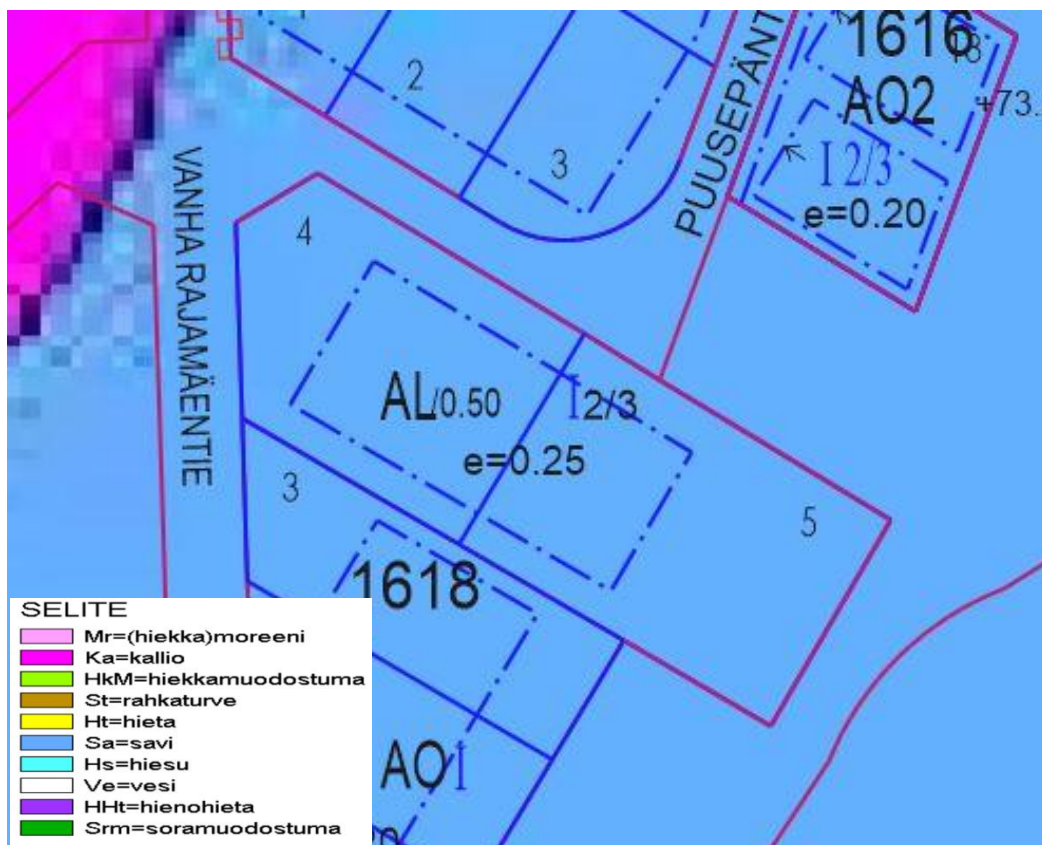 1616
AO2
+73.
I 2/3
e=0.20
PUUSEPÄNT
2
3
4
VANHA RAJAMÄENTIE
AL/0.50
I 2/3
e=0.25
3
5
1618
AO I
SELITE
Mr=(hiekka)moreeni
Ka=kallio
HkM=hiekkamuodostuma
St=rahkaturve
Ht=hieta
Sa=savi
Hs=hiesu
Ve=vesi
HHt=hienohieta
Srm=soramuodostuma